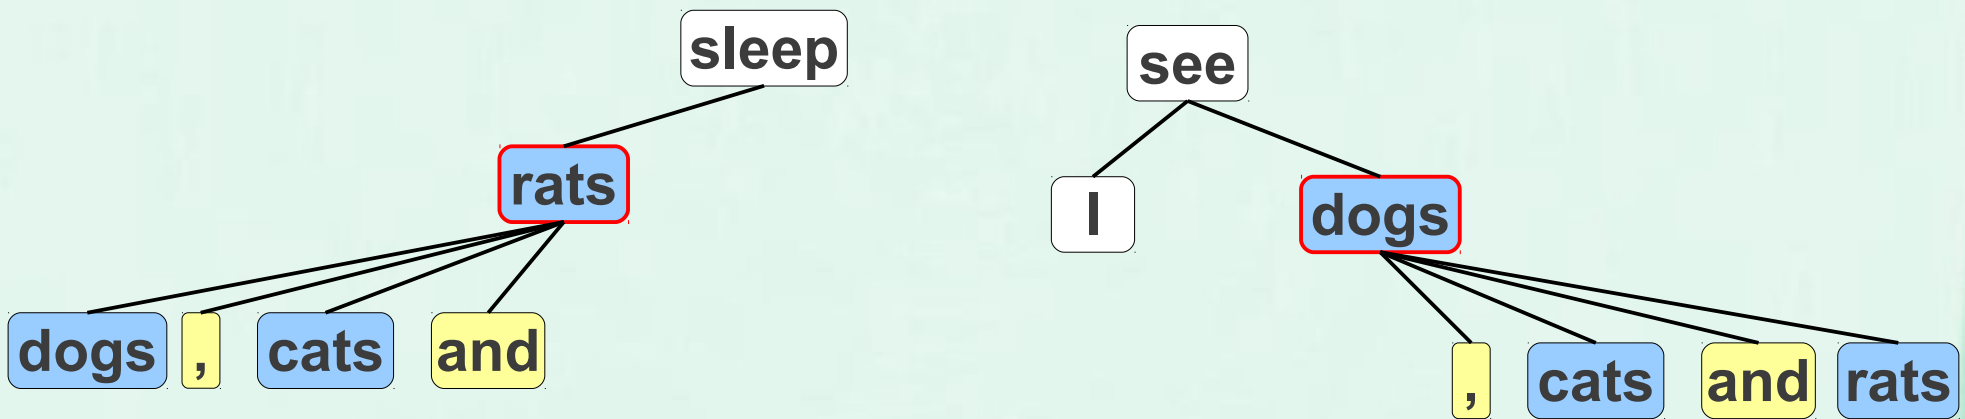 sleep
see
rats
I
dogs
dogs , cats and
, cats and rats